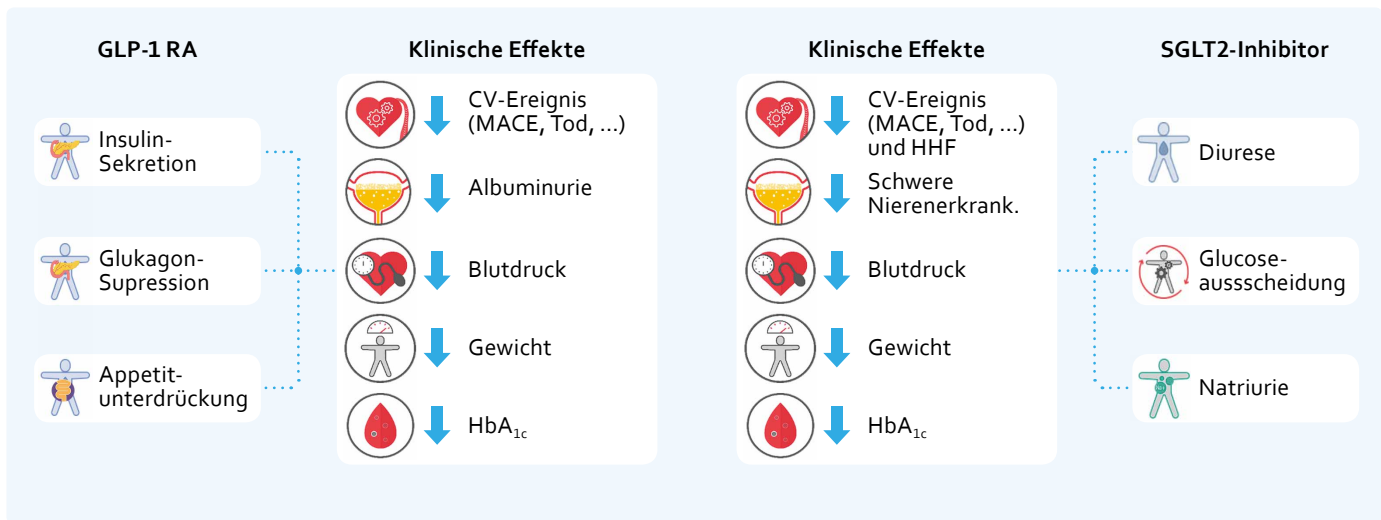 GLP-1 RA
Insulin-
Sekretion
Glukagon-
Supression
Appetit-
unterdrückung
Klinische Effekte
CV-Ereignis
(MACE, Tod, ...)
Albuminurie
Blutdruck
Gewicht
HbA1c
Klinische Effekte
CV-Ereignis
(MACE, Tod, ...)
und HHF
Schwere
Nierenerkrank.
Blutdruck
Gewicht
HbA1c
SGLT2-Inhibitor
Diurese
Glucose-
aussscheidung
Natriurie